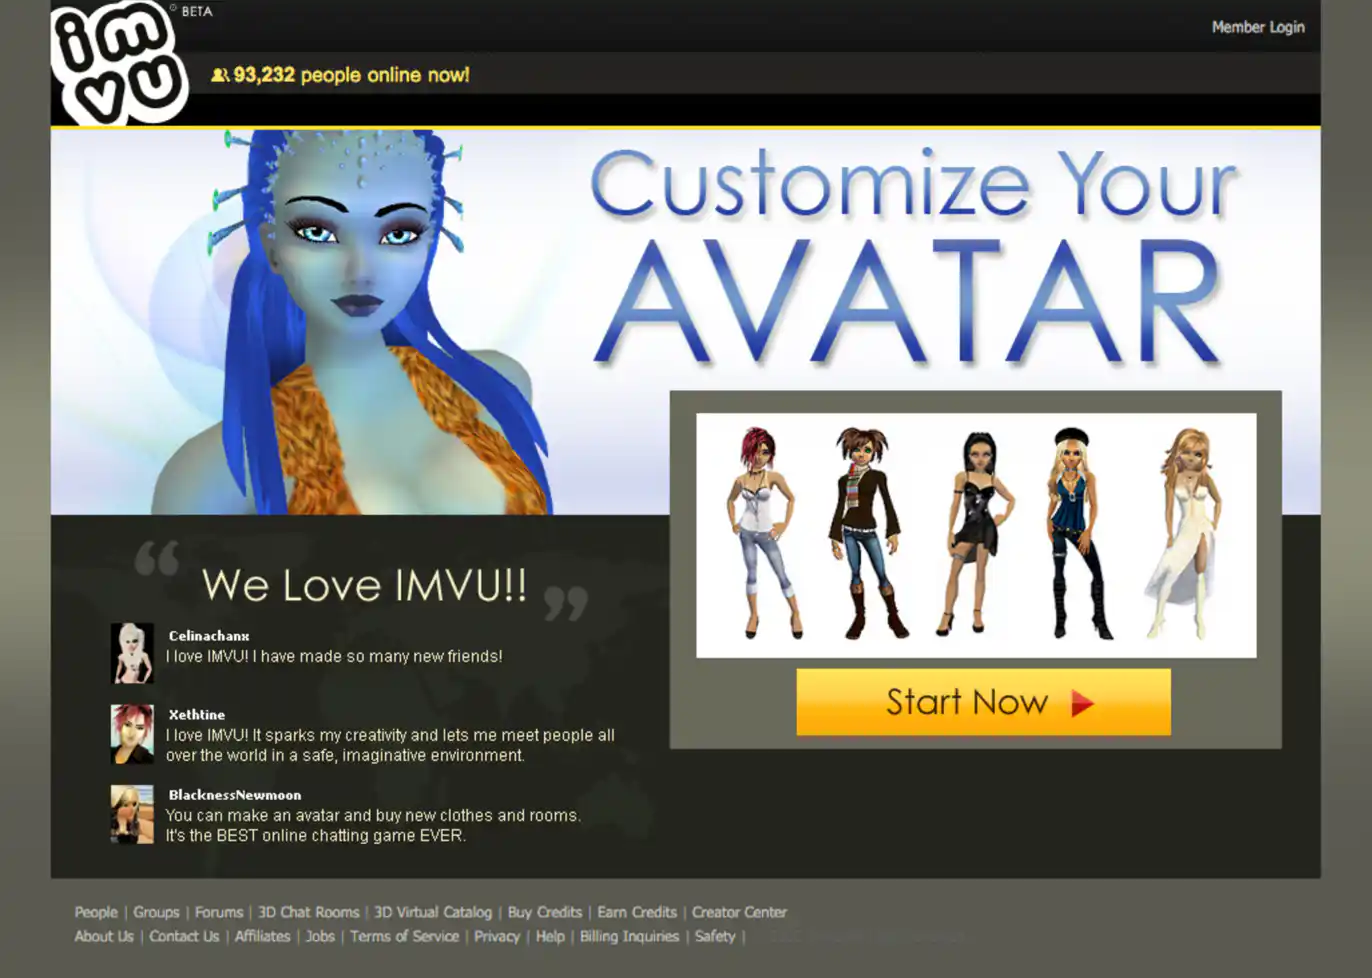 imvu
BETA
Member Login
93,232 people online now!
Customize Your
AVATAR
“
We Love IMVU!!
”
Celinachanx
I love IMVU! I have made so many new friends!
Xethtine
I love IMVU! It sparks my creativity and lets me meet people all
over the world in a safe, imaginative environment.
BlacknessNewmoon
You can make an avatar and buy new clothes and rooms.
It's the BEST online chatting game EVER.
Start Now
People | Groups | Forums | 3D Chat Rooms | 3D Virtual Catalog | Buy Credits | Earn Credits | Creator Center
About Us | Contact Us | Affiliates | Jobs | Terms of Service | Privacy | Help | Billing Inquiries | Safety |